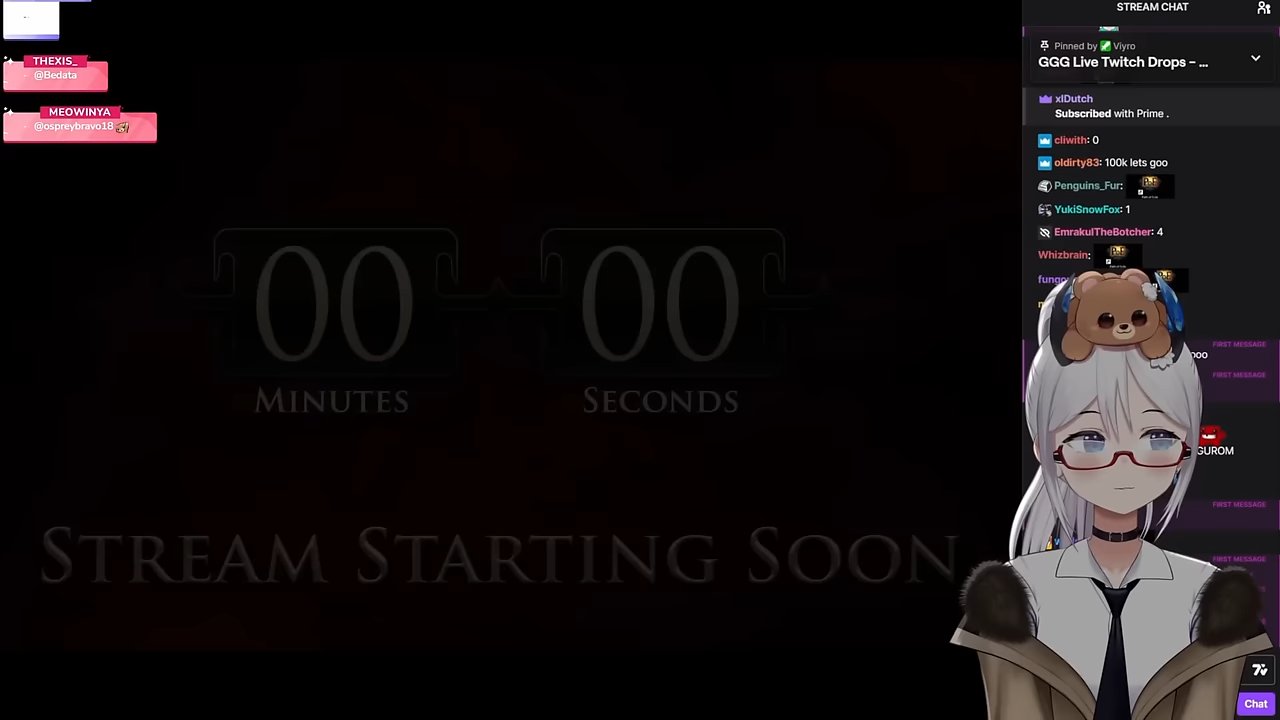 THEXIS_
@Bedata
MEOWINYA
@ospreybravo18
00
00
MINUTES
SECONDS
STREAM STARTING SOON
STREAM CHAT
Pinned by Viyro
GGG Live Twitch Drops - ...
xlDutch
Subscribed with Prime .
cliwith: 0
oldirty83: 100k lets goo
Penguins_Fur:
YukiSnowFox: 1
EmrakulTheBotcher: 4
Whizbrain:
FIRST MESSAGE
FIRST MESSAGE
GUROM
FIRST MESSAGE
FIRST MESSAGE
Chat